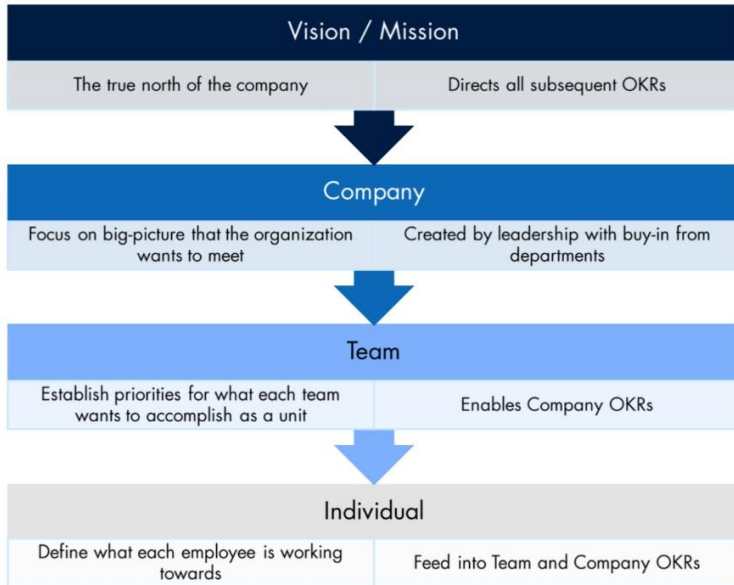 Vision / Mission
The true north of the company
Directs all subsequent OKRs
Company
Focus on big-picture that the organization
wants to meet
Created by leadership with buy-in from
departments
Team
Establish priorities for what each team
wants to accomplish as a unit
Enables Company OKRs
Individual
Define what each employee is working
towards
Feed into Team and Company OKRs